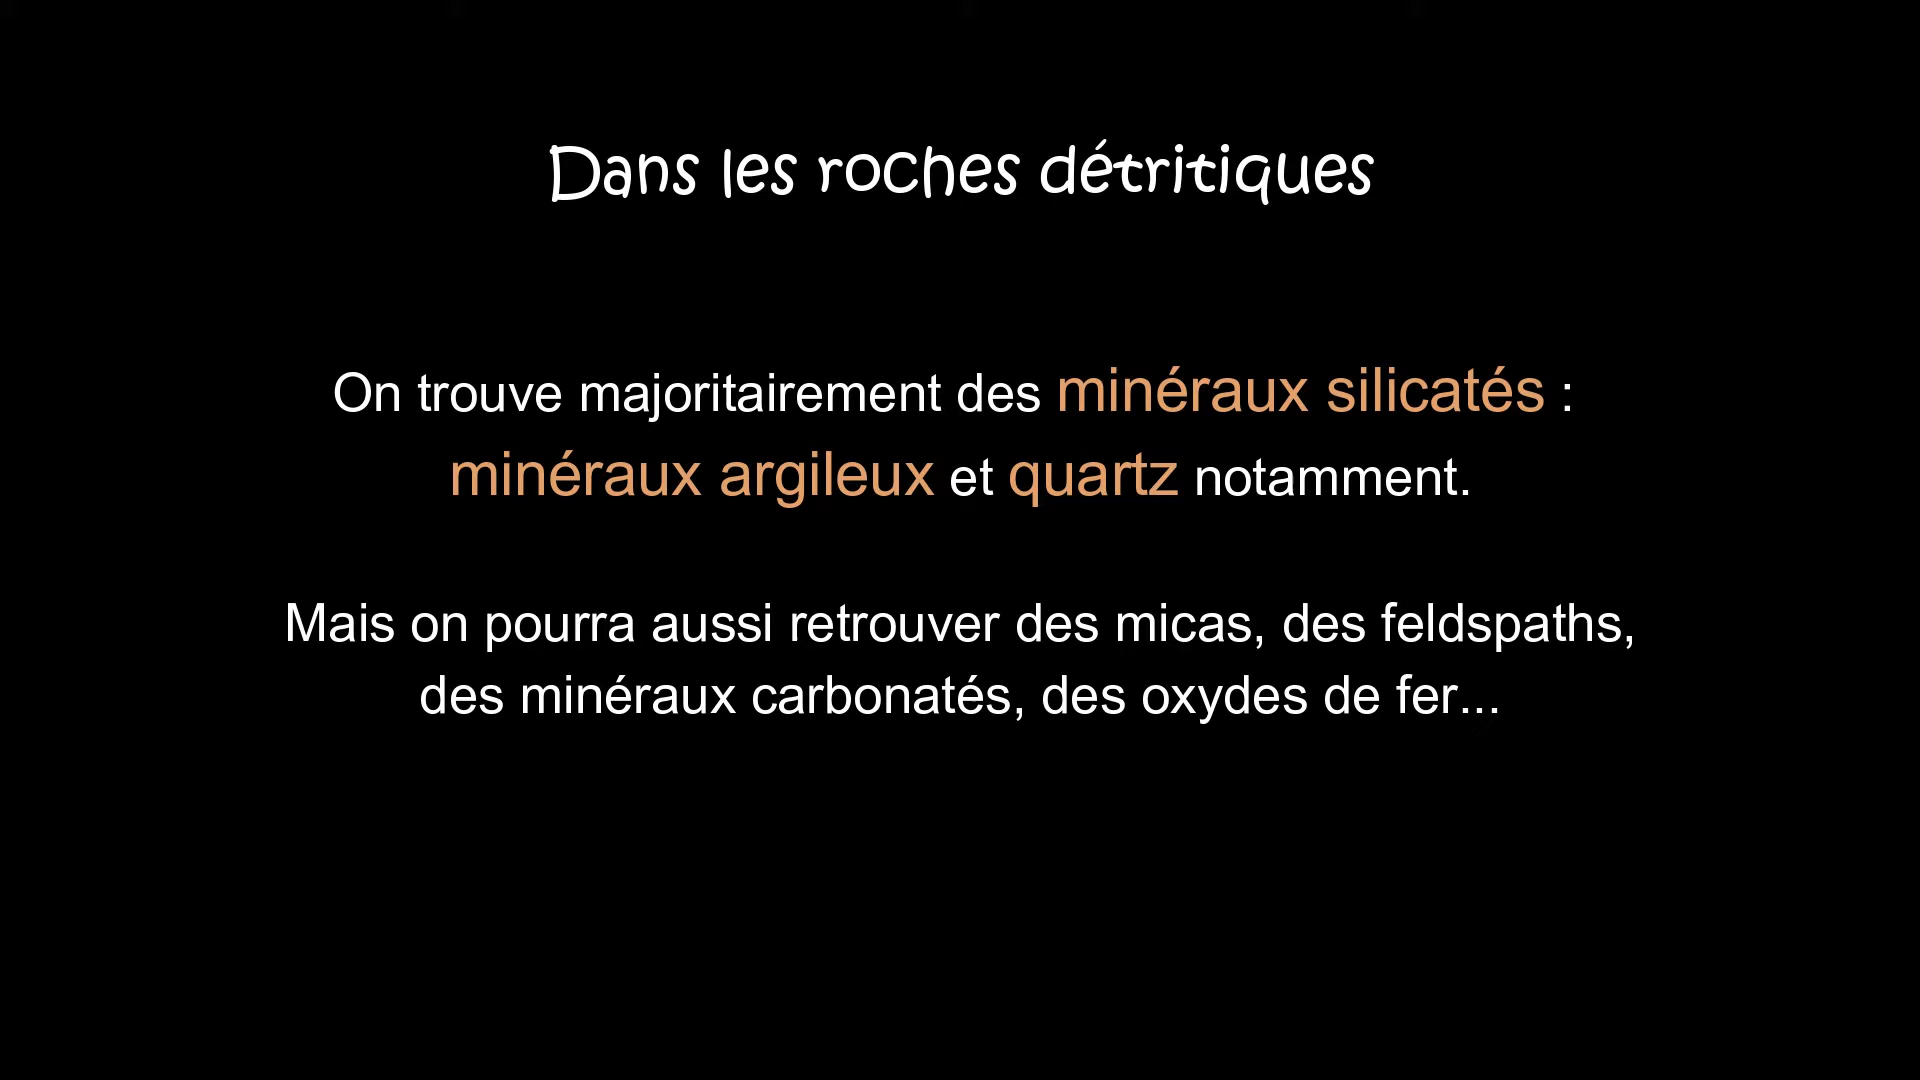 Dans les roches détritiques
On trouve majoritairement des minéraux silicatés :
minéraux argileux et quartz notamment.
Mais on pourra aussi retrouver des micas, des feldspaths,
des minéraux carbonatés, des oxydes de fer...